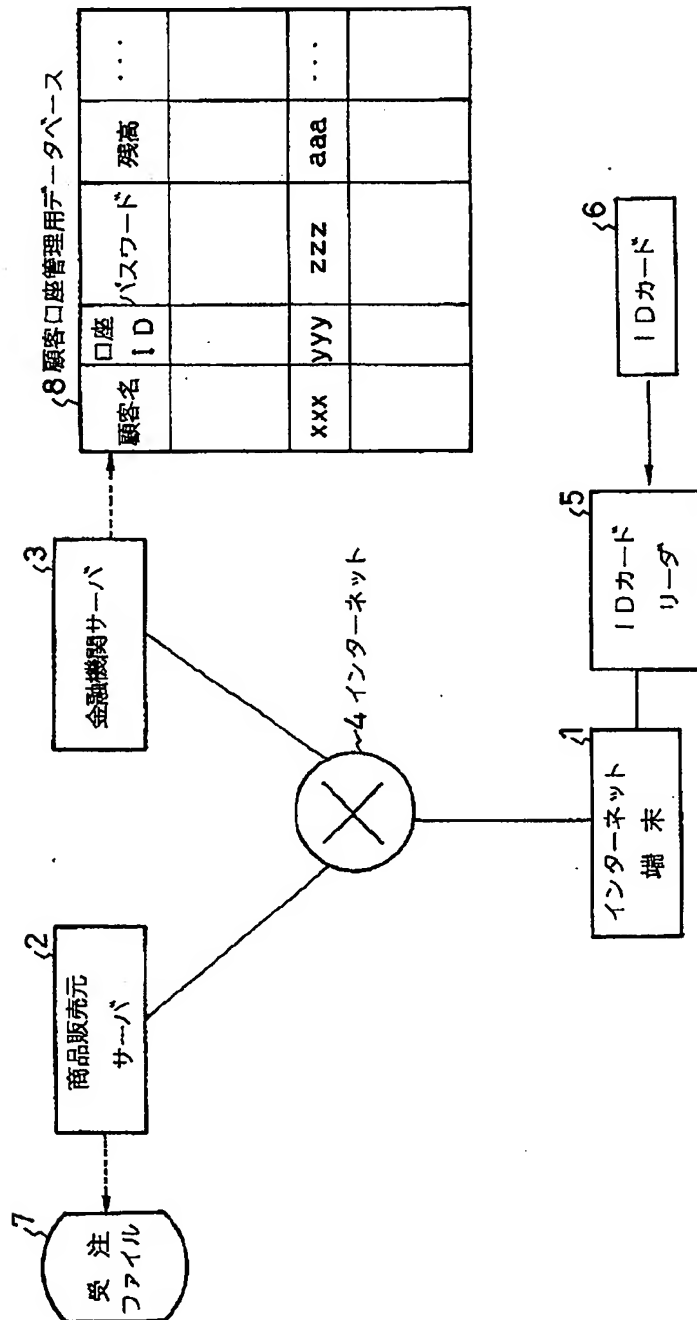 7
受 注
ファイル
2
商品販売元
サーバ
3
金融機関サーバ
8 顧客口座管理用データベース
顧客名 口座ID パスワード 残高 ...
xxx yyy zzz aaa ...
4 インターネット
1
インターネット
端 末
5
IDカード
リーダ
6
IDカード